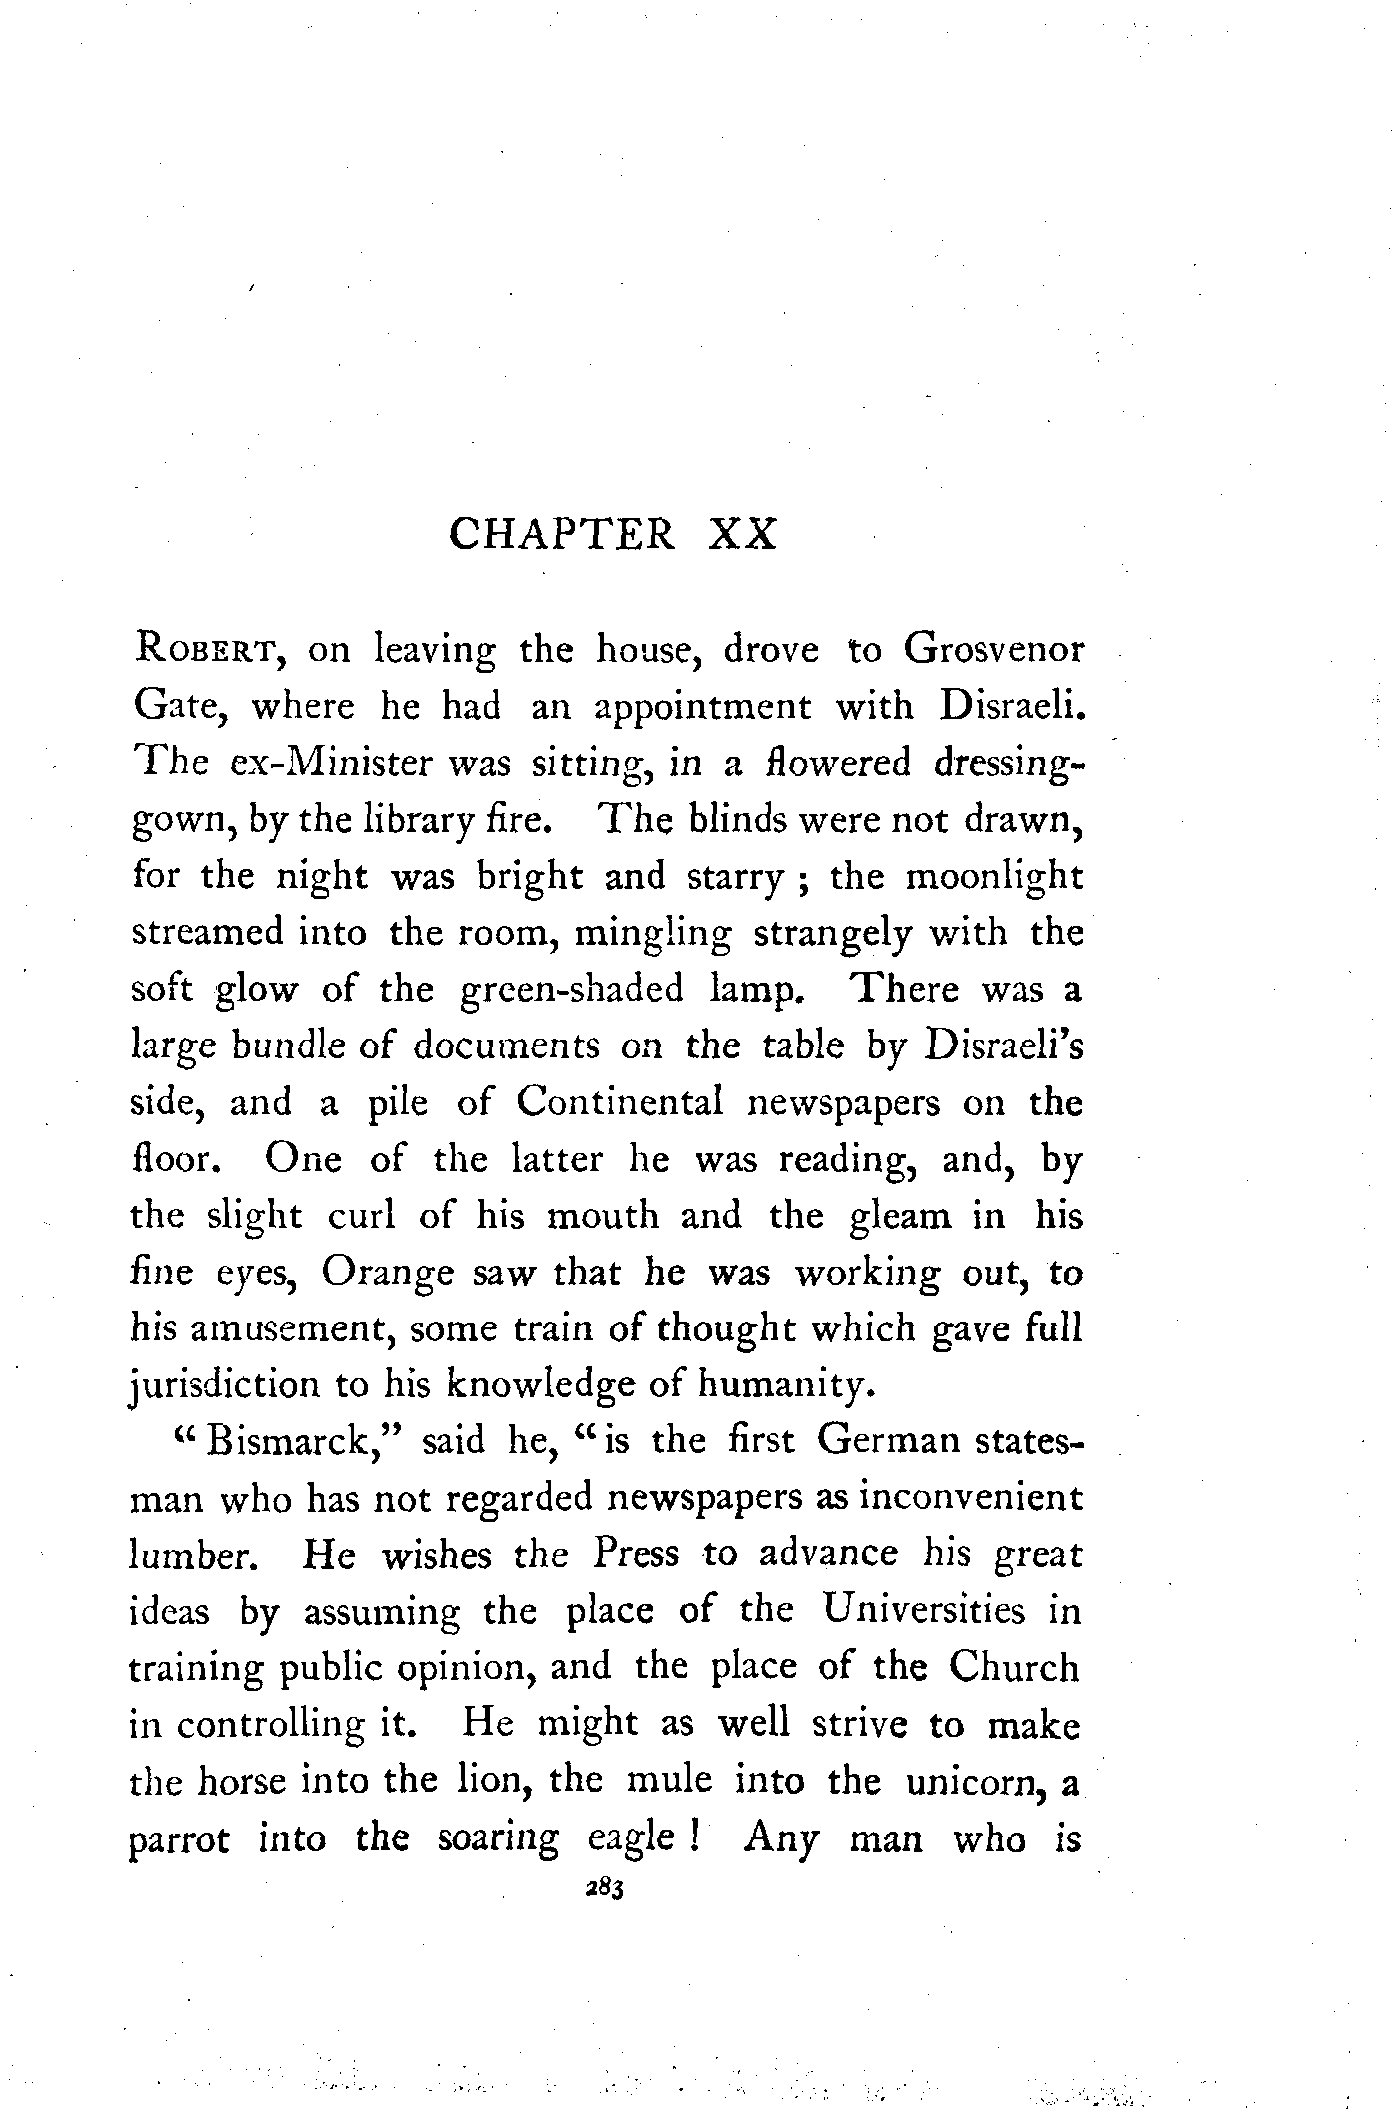 CHAPTER XX
ROBERT, on leaving the house, drove to Grosvenor
Gate, where he had an appointment with Disraeli.
The ex-Minister was sitting, in a flowered dressing-
gown, by the library fire. The blinds were not drawn,
for the night was bright and starry ; the moonlight
streamed into the room, mingling strangely with the
soft glow of the green-shaded lamp. There was a
large bundle of documents on the table by Disraeli's
side, and a pile of Continental newspapers on the
floor. One of the latter he was reading, and, by
the slight curl of his mouth and the gleam in his
fine eyes, Orange saw that he was working out, to
his amusement, some train of thought which gave full
jurisdiction to his knowledge of humanity.
“ Bismarck,” said he, “ is the first German states-
man who has not regarded newspapers as inconvenient
lumber. He wishes the Press to advance his great
ideas by assuming the place of the Universities in
training public opinion, and the place of the Church
in controlling it. He might as well strive to make
the horse into the lion, the mule into the unicorn, a
parrot into the soaring eagle ! Any man who is
283